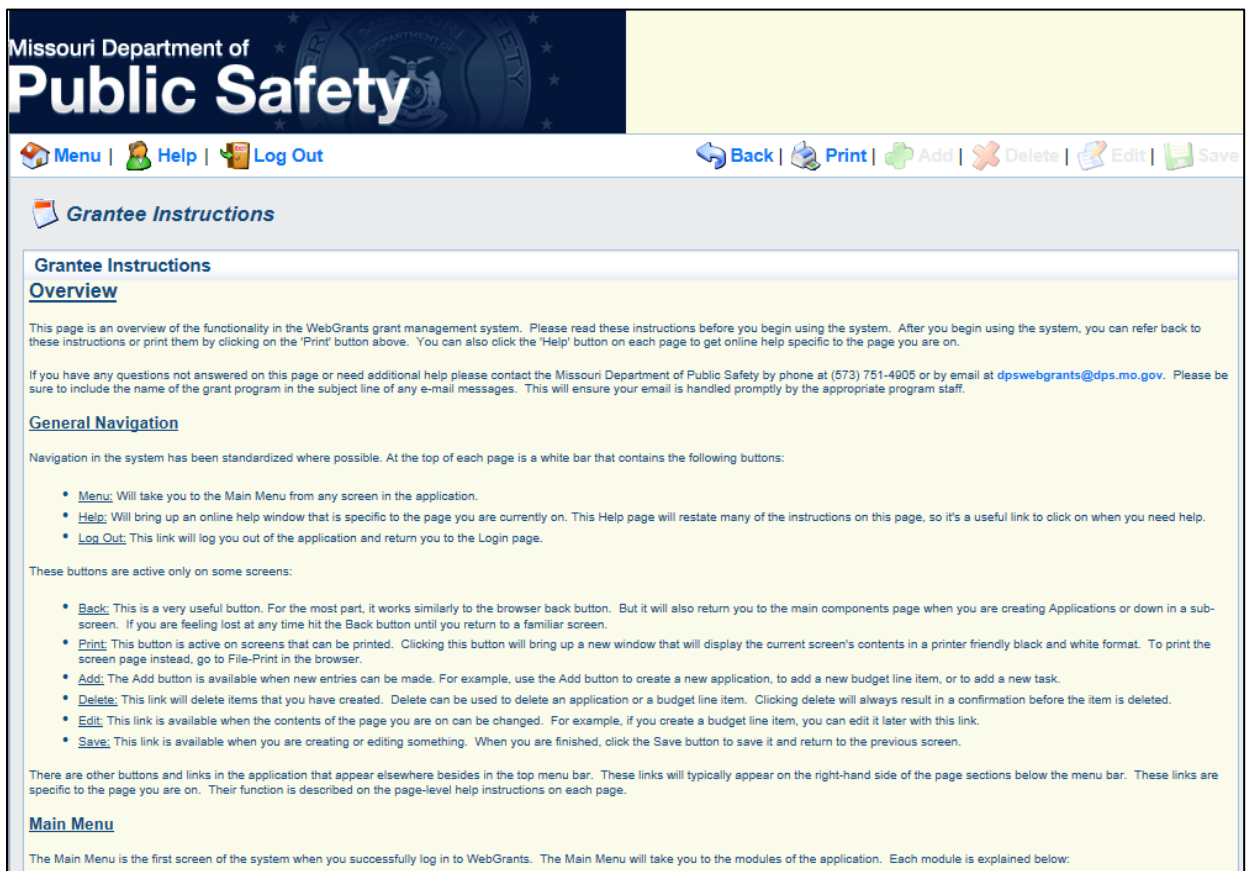 Missouri Department of
Public Safety
Menu | Help | Log Out
Back | Print | Add | Delete | Edit | Save
Grantee Instructions
Grantee Instructions
Overview
This page is an overview of the functionality in the WebGrants grant management system. Please read these instructions before you begin using the system. After you begin using the system, you can refer back to
these instructions or print them by clicking on the 'Print' button above. You can also click the 'Help' button on each page to get online help specific to the page you are on.
If you have any questions not answered on this page or need additional help please contact the Missouri Department of Public Safety by phone at (573) 751-4905 or by email at dpswebgrants@dps.mo.gov. Please be
sure to include the name of the grant program in the subject line of any e-mail messages. This will ensure your email is handled promptly by the appropriate program staff.
General Navigation
Navigation in the system has been standardized where possible. At the top of each page is a white bar that contains the following buttons:
• Menu: Will take you to the Main Menu from any screen in the application.
• Help: Will bring up an online help window that is specific to the page you are currently on. This Help page will restate many of the instructions on this page, so it's a useful link to click on when you need help.
• Log Out: This link will log you out of the application and return you to the Login page.
These buttons are active only on some screens:
• Back: This is a very useful button. For the most part, it works similarly to the browser back button. But it will also return you to the main components page when you are creating Applications or down in a sub-
screen. If you are feeling lost at any time hit the Back button until you return to a familiar screen.
• Print: This button is active on screens that can be printed. Clicking this button will bring up a new window that will display the current screen's contents in a printer friendly black and white format. To print the
screen page instead, go to File-Print in the browser.
• Add: The Add button is available when new entries can be made. For example, use the Add button to create a new application, to add a new budget line item, or to add a new task.
• Delete: This link will delete items that you have created. Delete can be used to delete an application or a budget line item. Clicking delete will always result in a confirmation before the item is deleted.
• Edit: This link is available when the contents of the page you are on can be changed. For example, if you create a budget line item, you can edit it later with this link.
• Save: This link is available when you are creating or editing something. When you are finished, click the Save button to save it and return to the previous screen.
There are other buttons and links in the application that appear elsewhere besides in the top menu bar. These links will typically appear on the right-hand side of the page sections below the menu bar. These links are
specific to the page you are on. Their function is described on the page-level help instructions on each page.
Main Menu
The Main Menu is the first screen of the system when you successfully log in to WebGrants. The Main Menu will take you to the modules of the application. Each module is explained below: